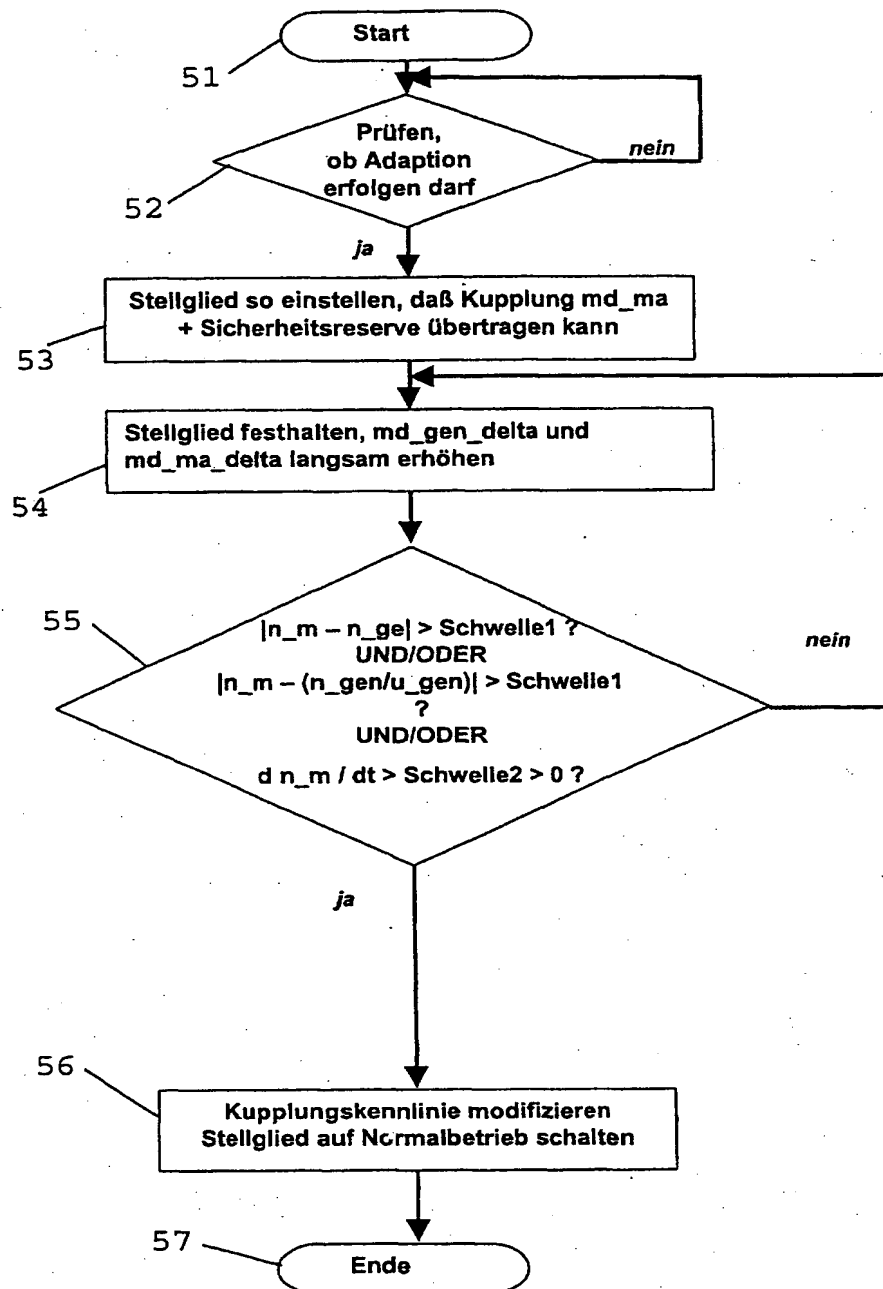 Start
51
Prüfen,
ob Adaption
erfolgen darf
nein
52
ja
Stellglied so einstellen, daß Kupplung md_ma
+ Sicherheitsreserve übertragen kann
53
Stellglied festhalten, md_gen_delta und
md_ma_delta langsam erhöhen
54
55
|n_m – n_ge| > Schwelle1 ?
UND/ODER
|n_m – (n_gen/u_gen)| > Schwelle1
?
UND/ODER
d n_m / dt > Schwelle2 > 0 ?
nein
ja
56
Kupplungskennlinie modifizieren
Stellglied auf Normalbetrieb schalten
57
Ende